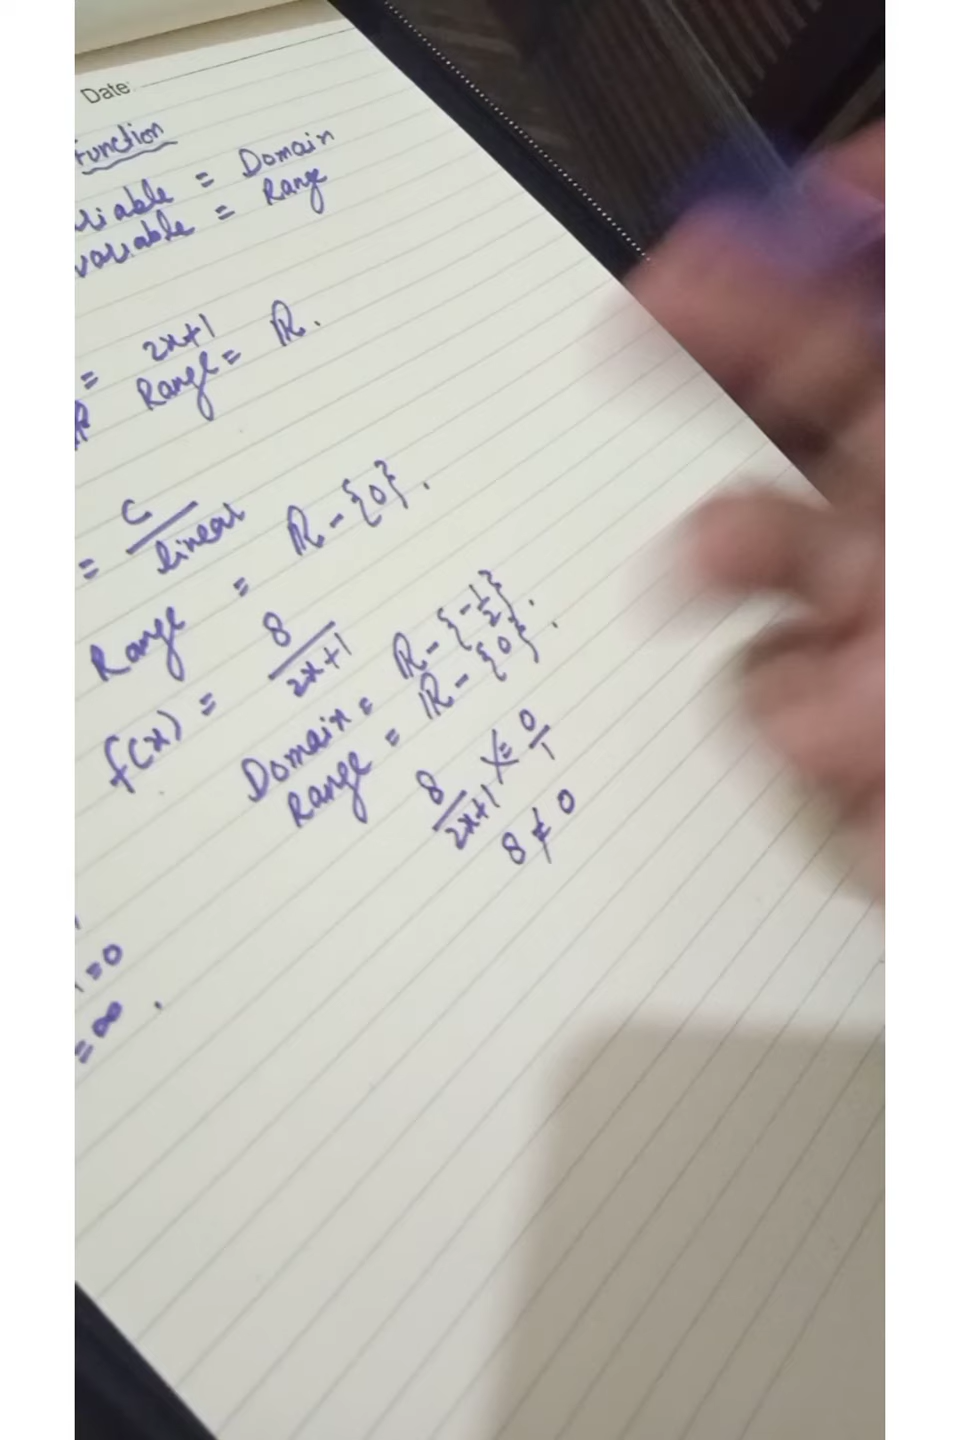 Date:
Function
riable = Domain
variable = Range
= 2x+1
Range = R.
= C / linear
Range = R - {0}.
f(x) = 8 / 2x+1
Domain = R - {-1/2}.
Range = R - {0}.
8 / 2x+1 ≠ 0/1
8 ≠ 0
=0
= ∞ .